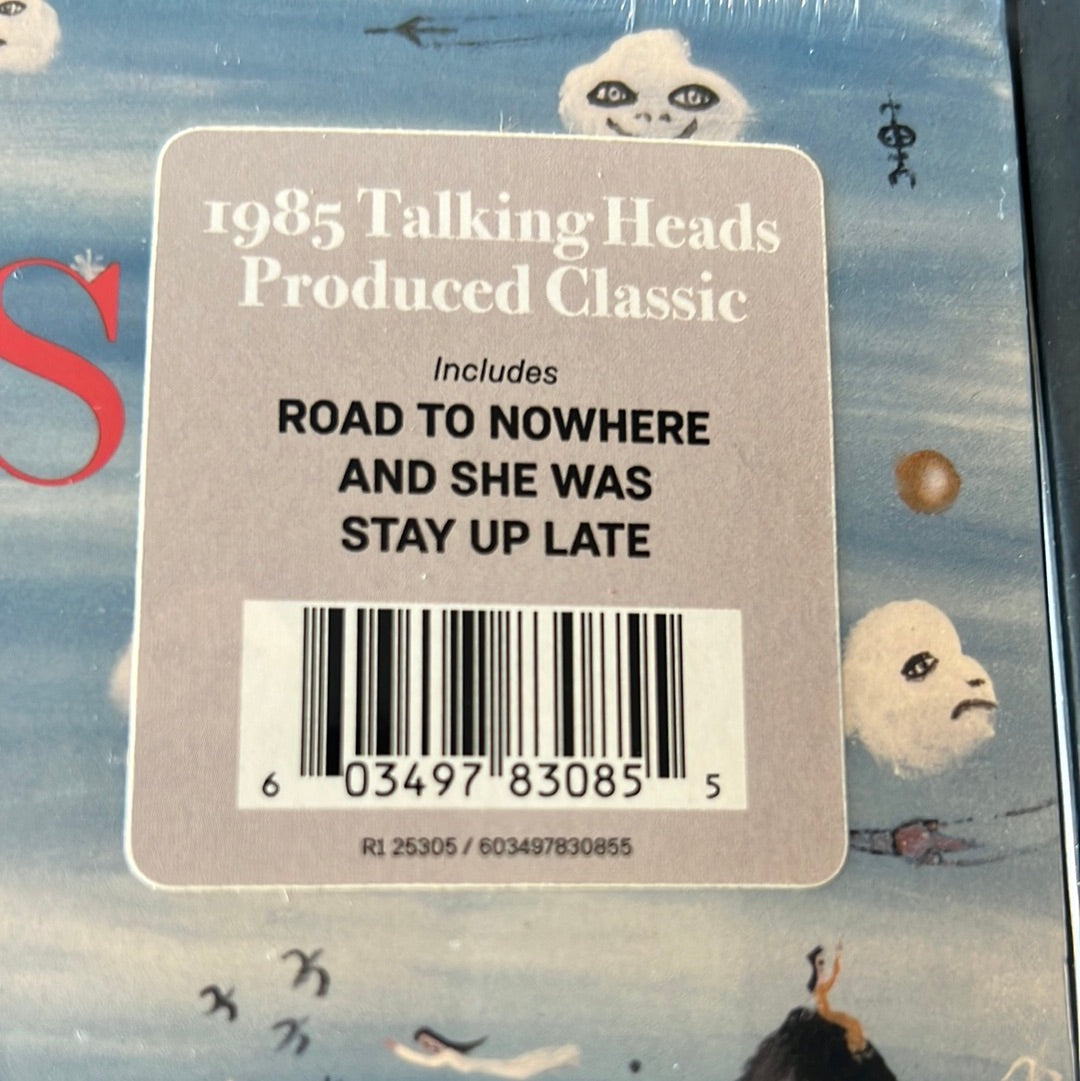 1985 Talking Heads
Produced Classic
Includes
ROAD TO NOWHERE
AND SHE WAS
STAY UP LATE
6 03497 83085 5
R1 25305 / 603497830855
S